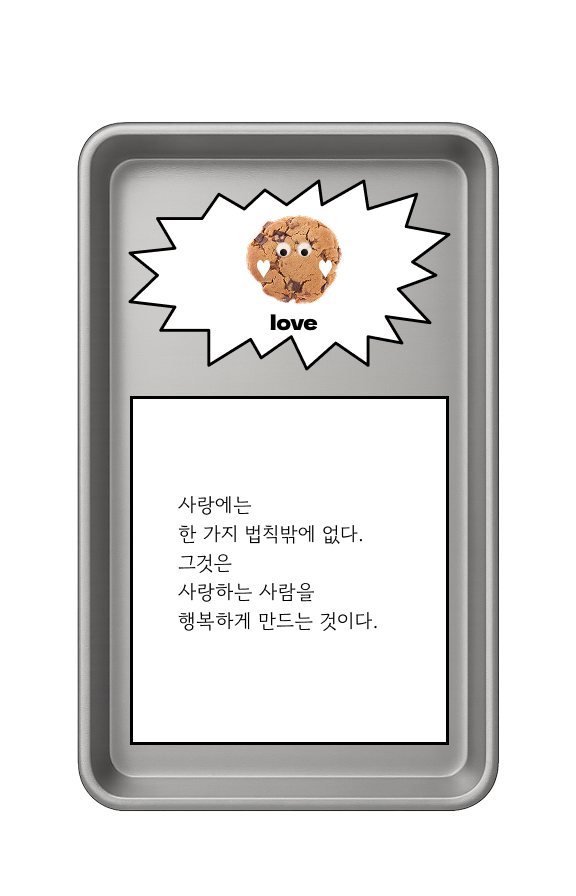 love
사랑에는
한 가지 법칙밖에 없다.
그것은
사랑하는 사람을
행복하게 만드는 것이다.